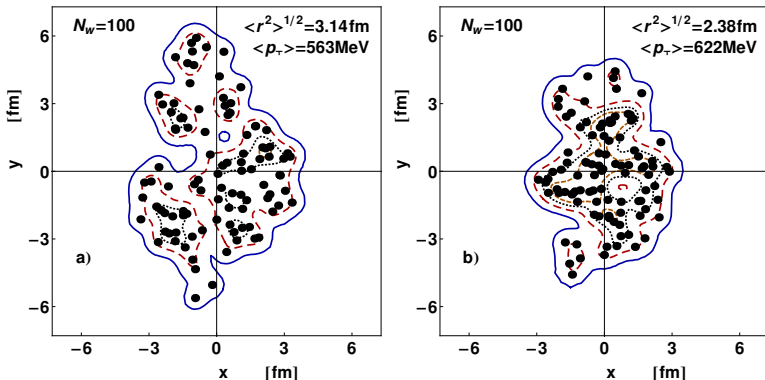 N_w=100
<r²>^1/2=3.14fm
<p_T>=563MeV
6
3
0
−3
−6
y [fm]
a)
−6 −3 0 3 6
x [fm]
N_w=100
<r²>^1/2=2.38fm
<p_T>=622MeV
6
3
0
−3
−6
y [fm]
b)
−6 −3 0 3 6
x [fm]